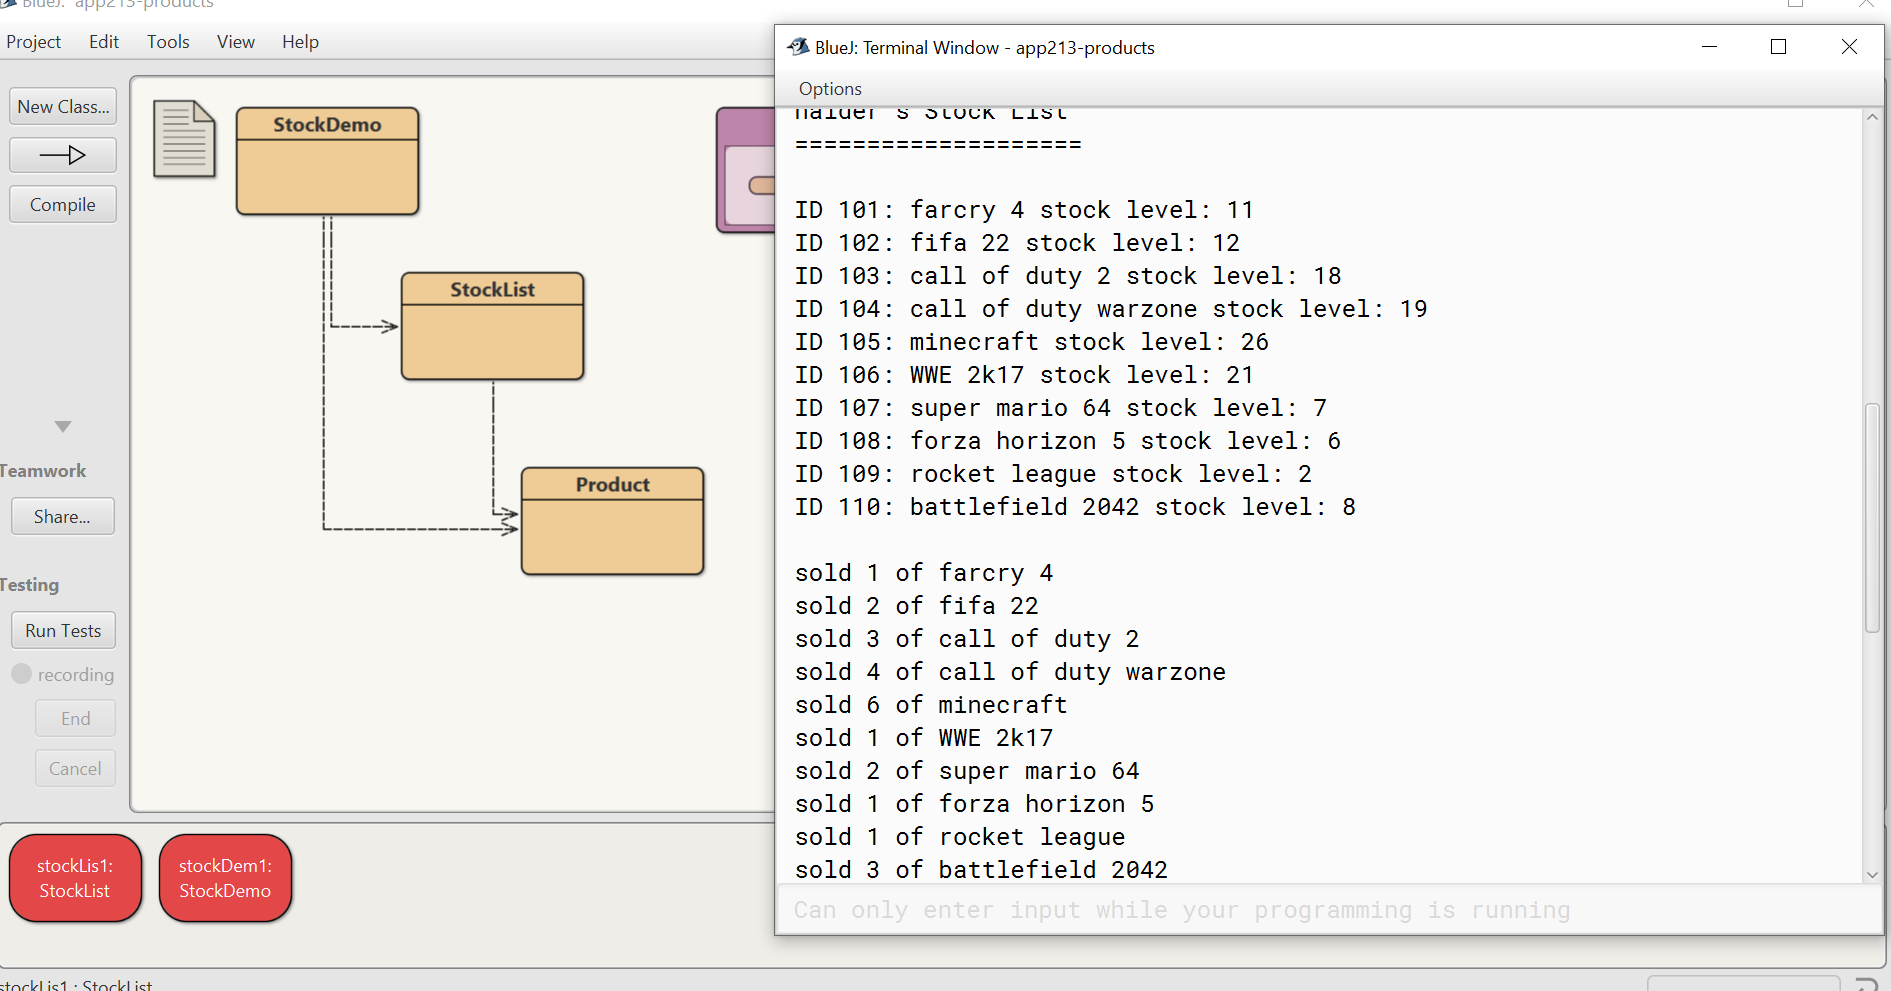 BlueJ: app213-products
Project Edit Tools View Help
New Class...
Compile
Teamwork
Share...
Testing
Run Tests
recording
End
Cancel
StockDemo
StockList
Product
stockLis1:
StockList
stockDem1:
StockDemo
stockLis1 : StockList
BlueJ: Terminal Window - app213-products
Options
Haider's Stock List
====================
ID 101: farcry 4 stock level: 11
ID 102: fifa 22 stock level: 12
ID 103: call of duty 2 stock level: 18
ID 104: call of duty warzone stock level: 19
ID 105: minecraft stock level: 26
ID 106: WWE 2k17 stock level: 21
ID 107: super mario 64 stock level: 7
ID 108: forza horizon 5 stock level: 6
ID 109: rocket league stock level: 2
ID 110: battlefield 2042 stock level: 8
sold 1 of farcry 4
sold 2 of fifa 22
sold 3 of call of duty 2
sold 4 of call of duty warzone
sold 6 of minecraft
sold 1 of WWE 2k17
sold 2 of super mario 64
sold 1 of forza horizon 5
sold 1 of rocket league
sold 3 of battlefield 2042
Can only enter input while your programming is running